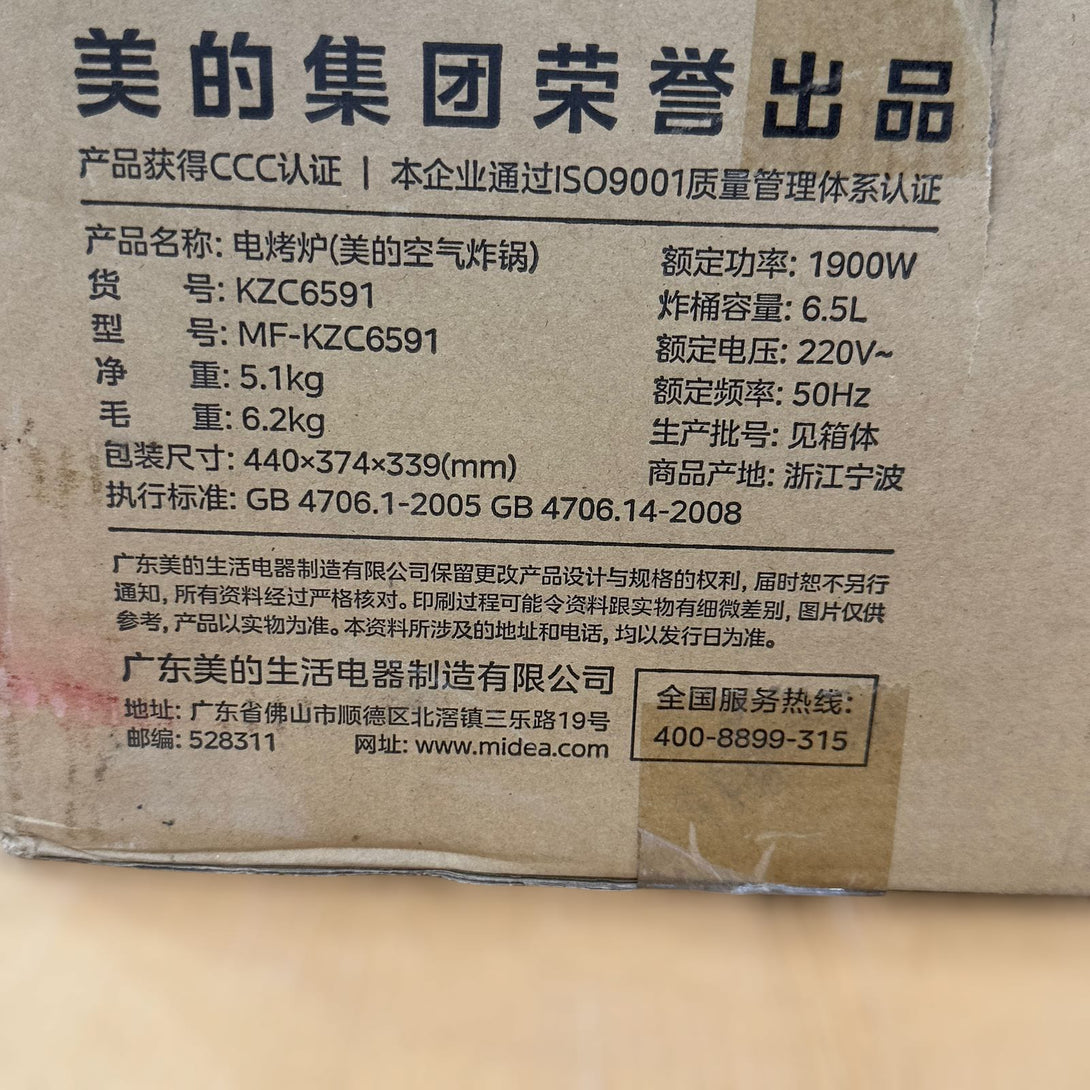 美的集团荣誉出品
产品获得CCC认证 | 本企业通过ISO9001质量管理体系认证
产品名称: 电烤炉(美的空气炸锅)
货 号: KZC6591
型 号: MF-KZC6591
净 重: 5.1kg
毛 重: 6.2kg
包装尺寸: 440×374×339(mm)
执行标准: GB 4706.1-2005 GB 4706.14-2008
额定功率: 1900W
炸桶容量: 6.5L
额定电压: 220V~
额定频率: 50Hz
生产批号: 见箱体
商品产地: 浙江宁波
广东美的生活电器制造有限公司保留更改产品设计与规格的权利, 届时恕不另行
通知, 所有资料经过严格核对。印刷过程可能令资料跟实物有细微差别, 图片仅供
参考, 产品以实物为准。本资料所涉及的地址和电话, 均以发行日为准。
广东美的生活电器制造有限公司
地址: 广东省佛山市顺德区北滘镇三乐路19号
邮编: 528311 网址: www.midea.com
全国服务热线:
400-8899-315